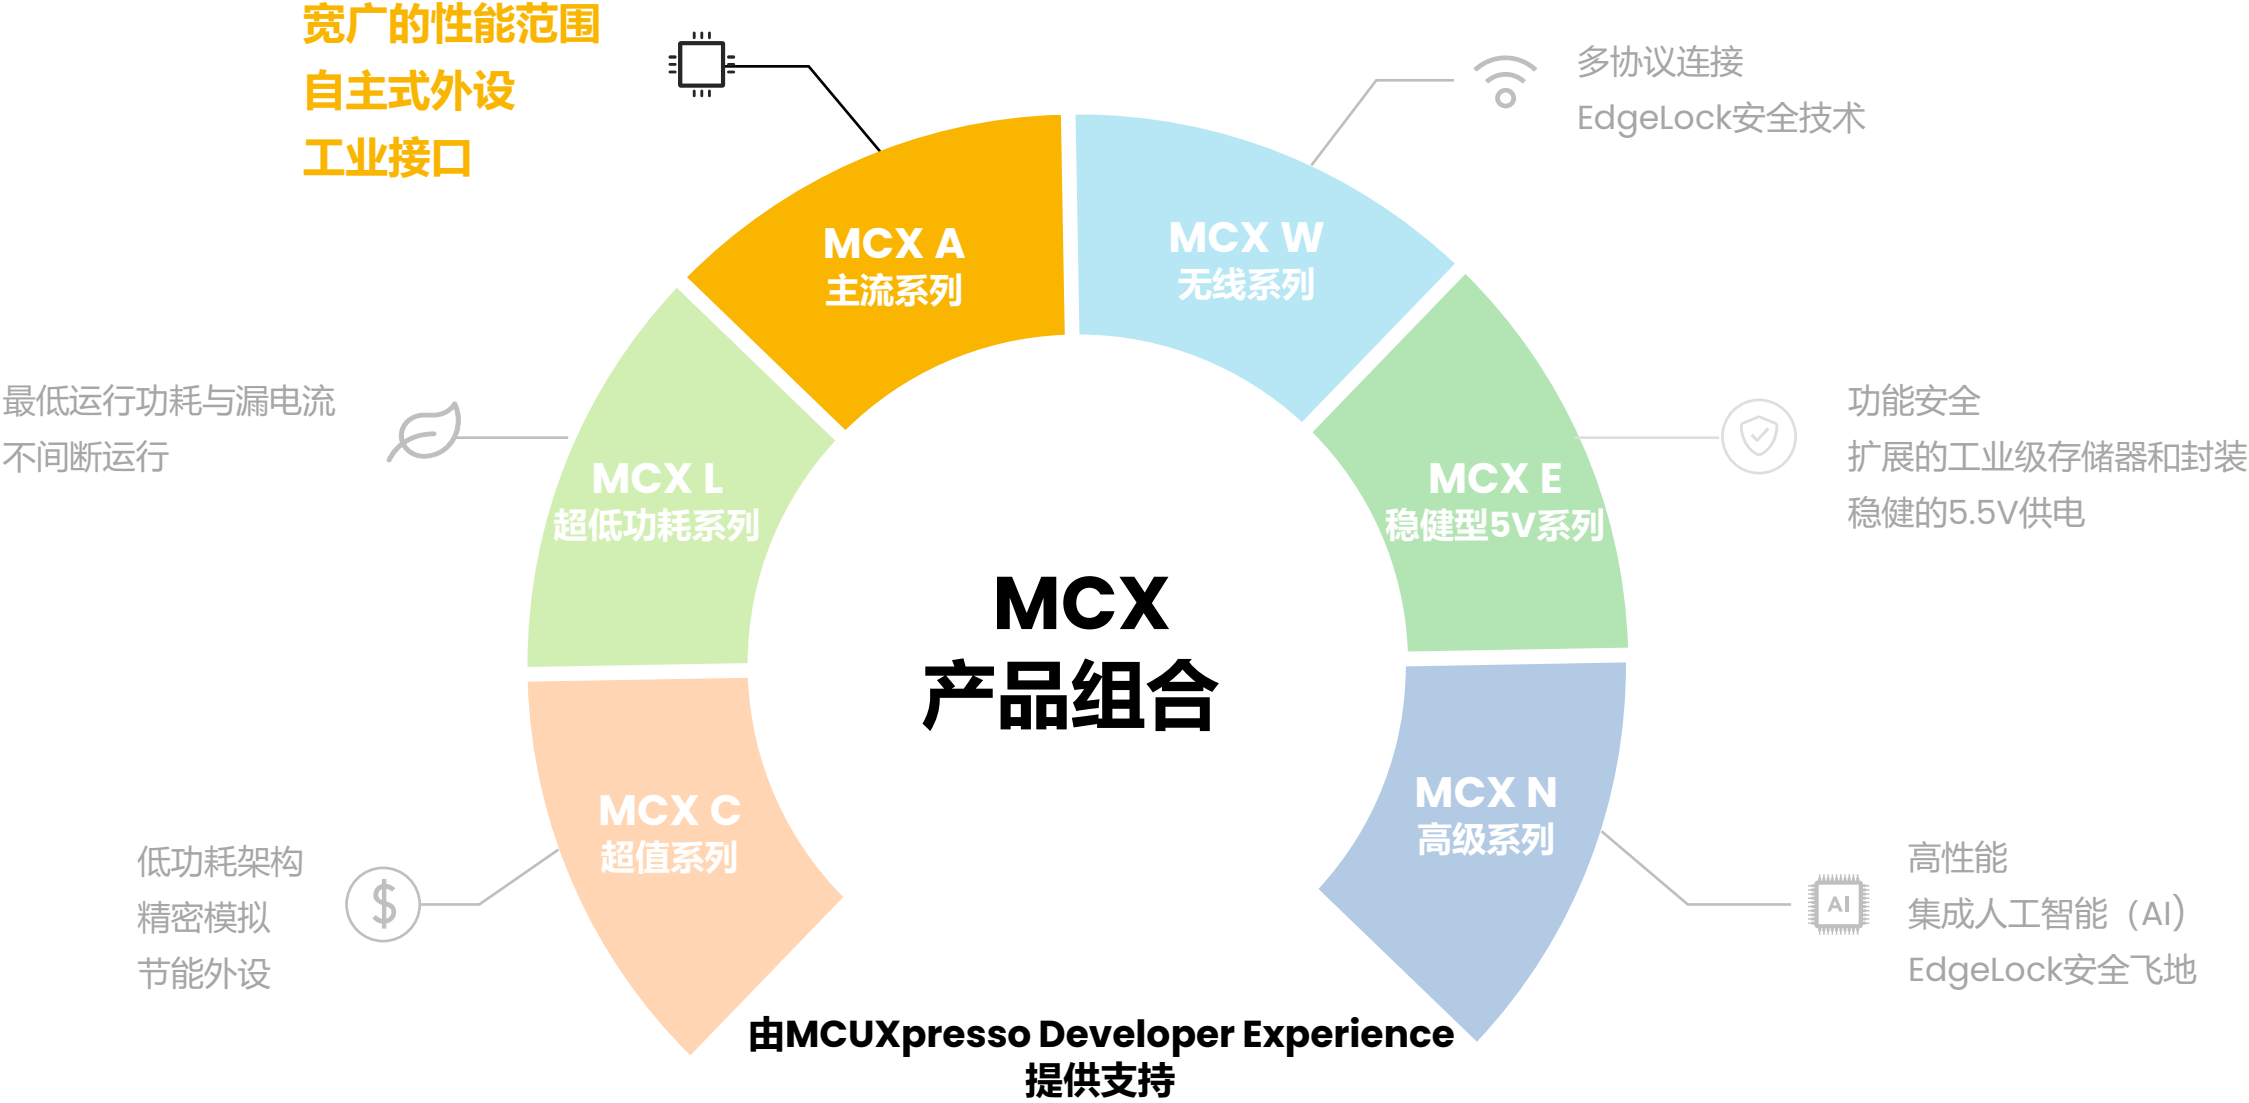 宽广的性能范围
自主式外设
工业接口
多协议连接
EdgeLock安全技术
MCX A
主流系列
MCX W
无线系列
最低运行功耗与漏电流
不间断运行
MCX L
超低功耗系列
MCX E
稳健型5V系列
功能安全
扩展的工业级存储器和封装
稳健的5.5V供电
MCX
产品组合
MCX C
超值系列
MCX N
高级系列
低功耗架构
精密模拟
节能外设
$
AI
高性能
集成人工智能（AI)
EdgeLock安全飞地
由MCUXpresso Developer Experience
提供支持